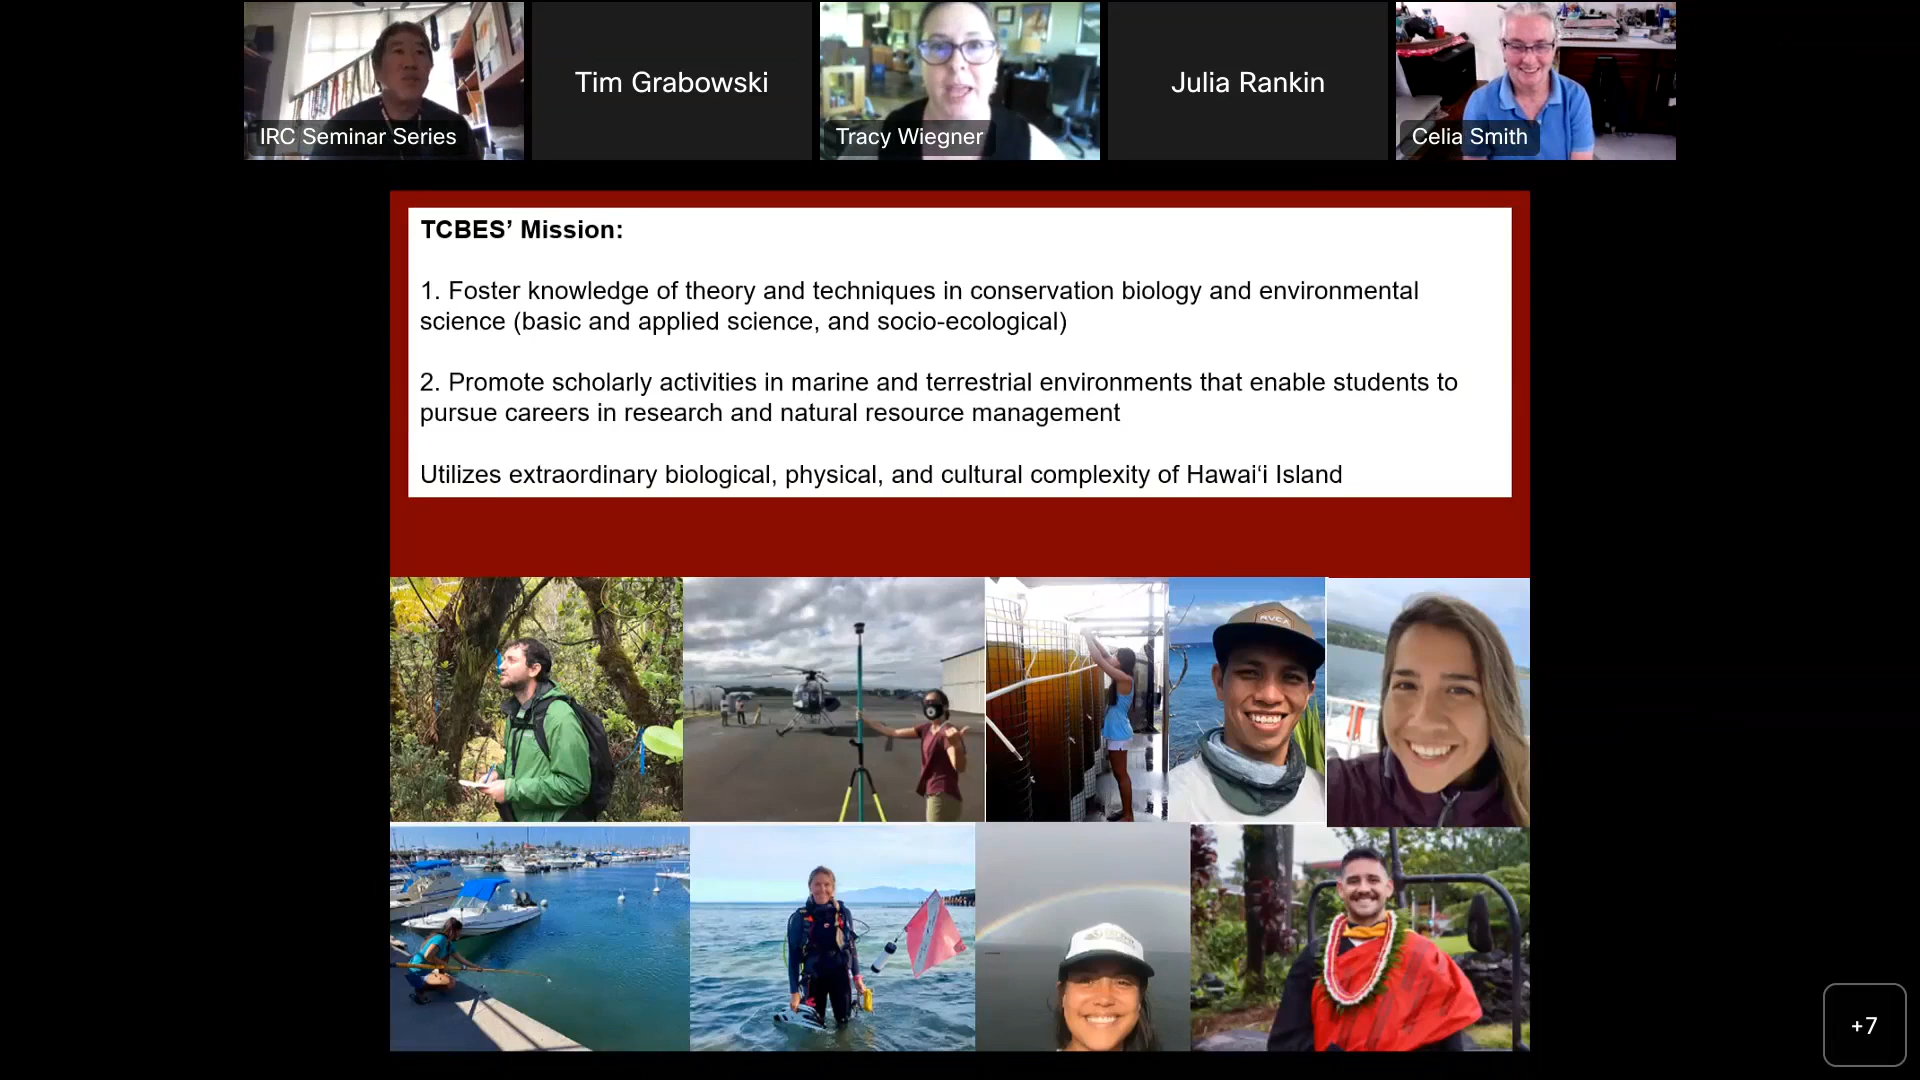 IRC Seminar Series
Tim Grabowski
Tracy Wiegner
Julia Rankin
Celia Smith
TCBES’ Mission:
1. Foster knowledge of theory and techniques in conservation biology and environmental
science (basic and applied science, and socio-ecological)
2. Promote scholarly activities in marine and terrestrial environments that enable students to
pursue careers in research and natural resource management
Utilizes extraordinary biological, physical, and cultural complexity of Hawai‘i Island
RVCA
+7